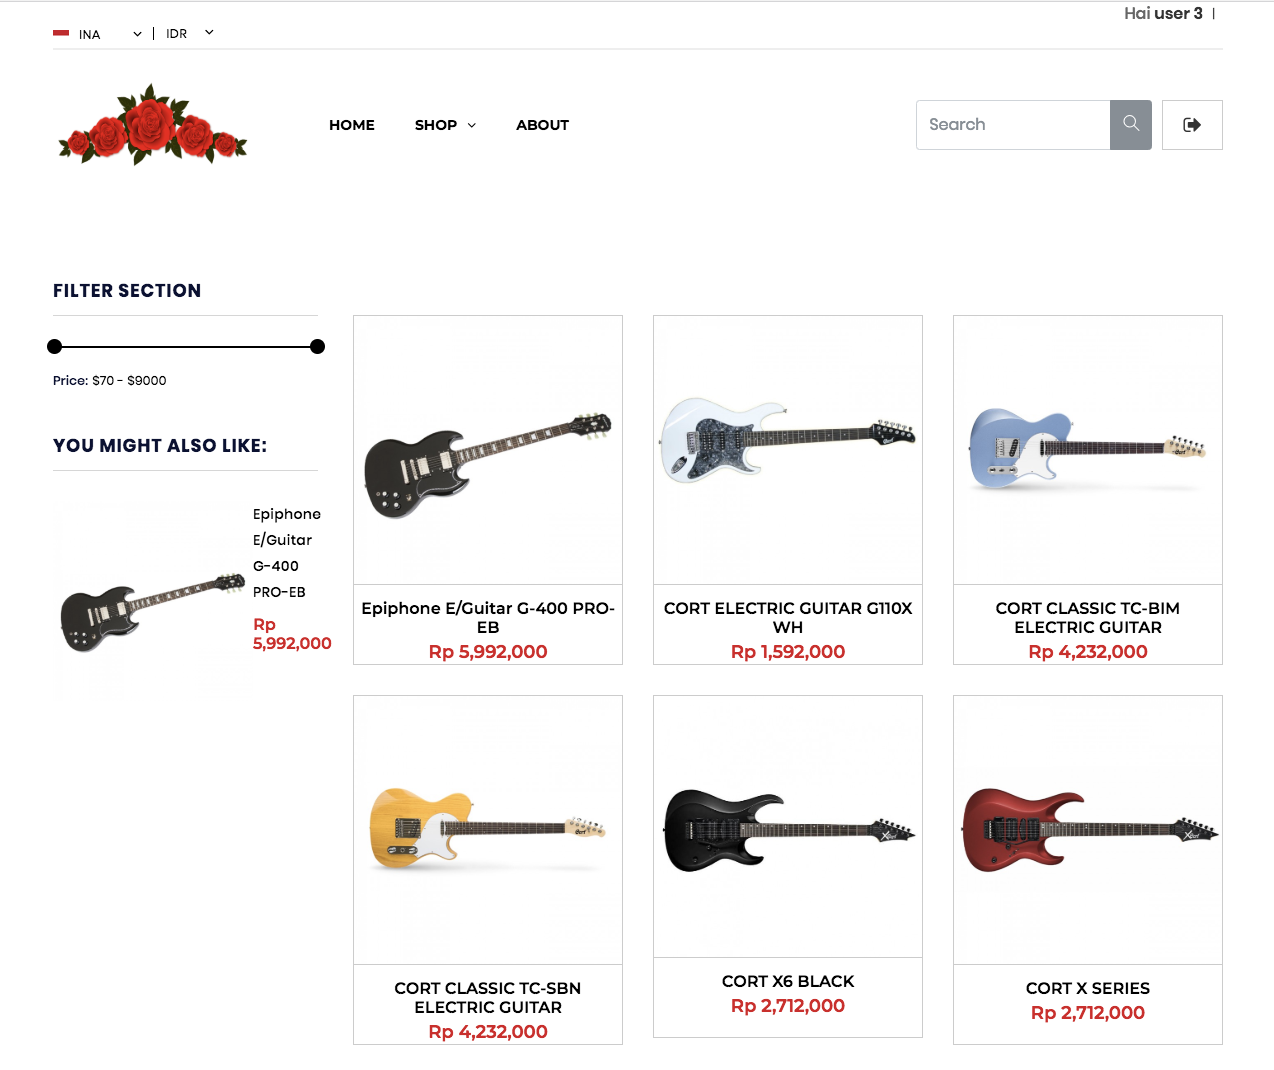 Hai user 3 |
INA | IDR
HOME SHOP ABOUT
Search
FILTER SECTION
Price: $70 - $9000
YOU MIGHT ALSO LIKE:
Epiphone
E/Guitar
G-400
PRO-EB
Rp
5,992,000
Epiphone E/Guitar G-400 PRO-
EB
Rp 5,992,000
CORT ELECTRIC GUITAR G110X
WH
Rp 1,592,000
CORT CLASSIC TC-BIM
ELECTRIC GUITAR
Rp 4,232,000
CORT CLASSIC TC-SBN
ELECTRIC GUITAR
Rp 4,232,000
CORT X6 BLACK
Rp 2,712,000
CORT X SERIES
Rp 2,712,000